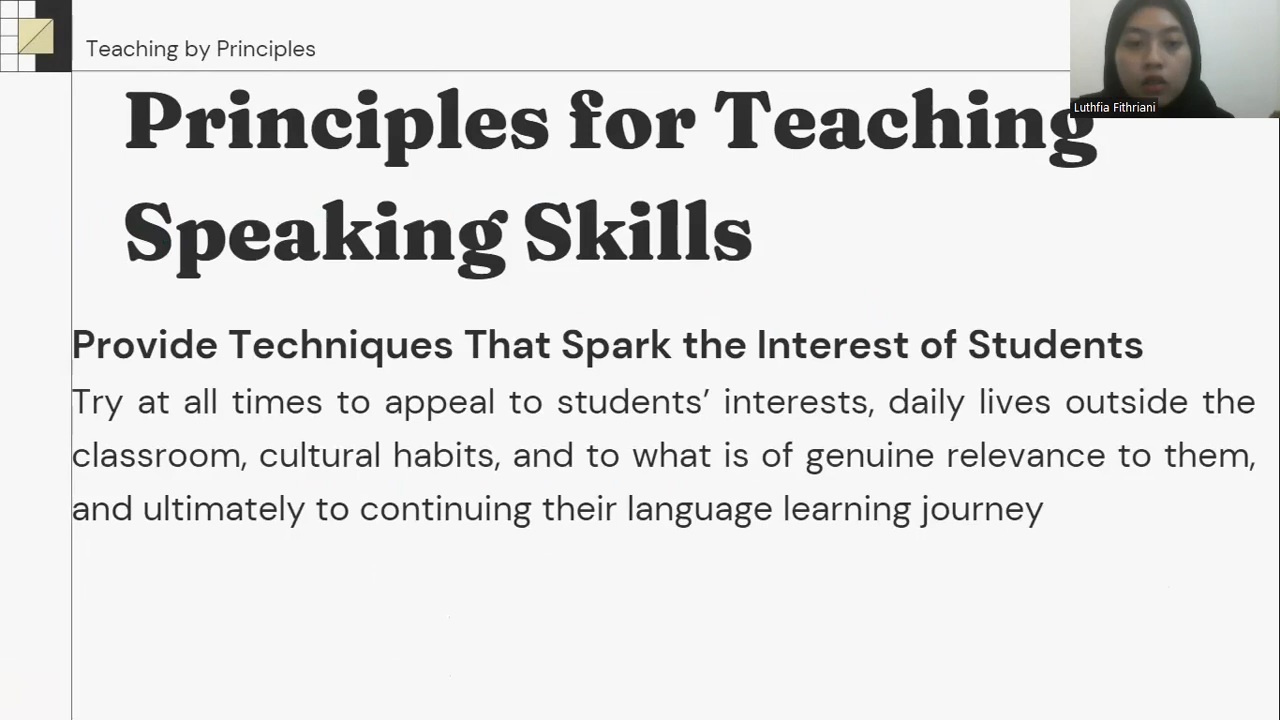 Teaching by Principles
Luthfia Fithriani
Principles for Teaching
Speaking Skills
Provide Techniques That Spark the Interest of Students
Try at all times to appeal to students’ interests, daily lives outside the
classroom, cultural habits, and to what is of genuine relevance to them,
and ultimately to continuing their language learning journey